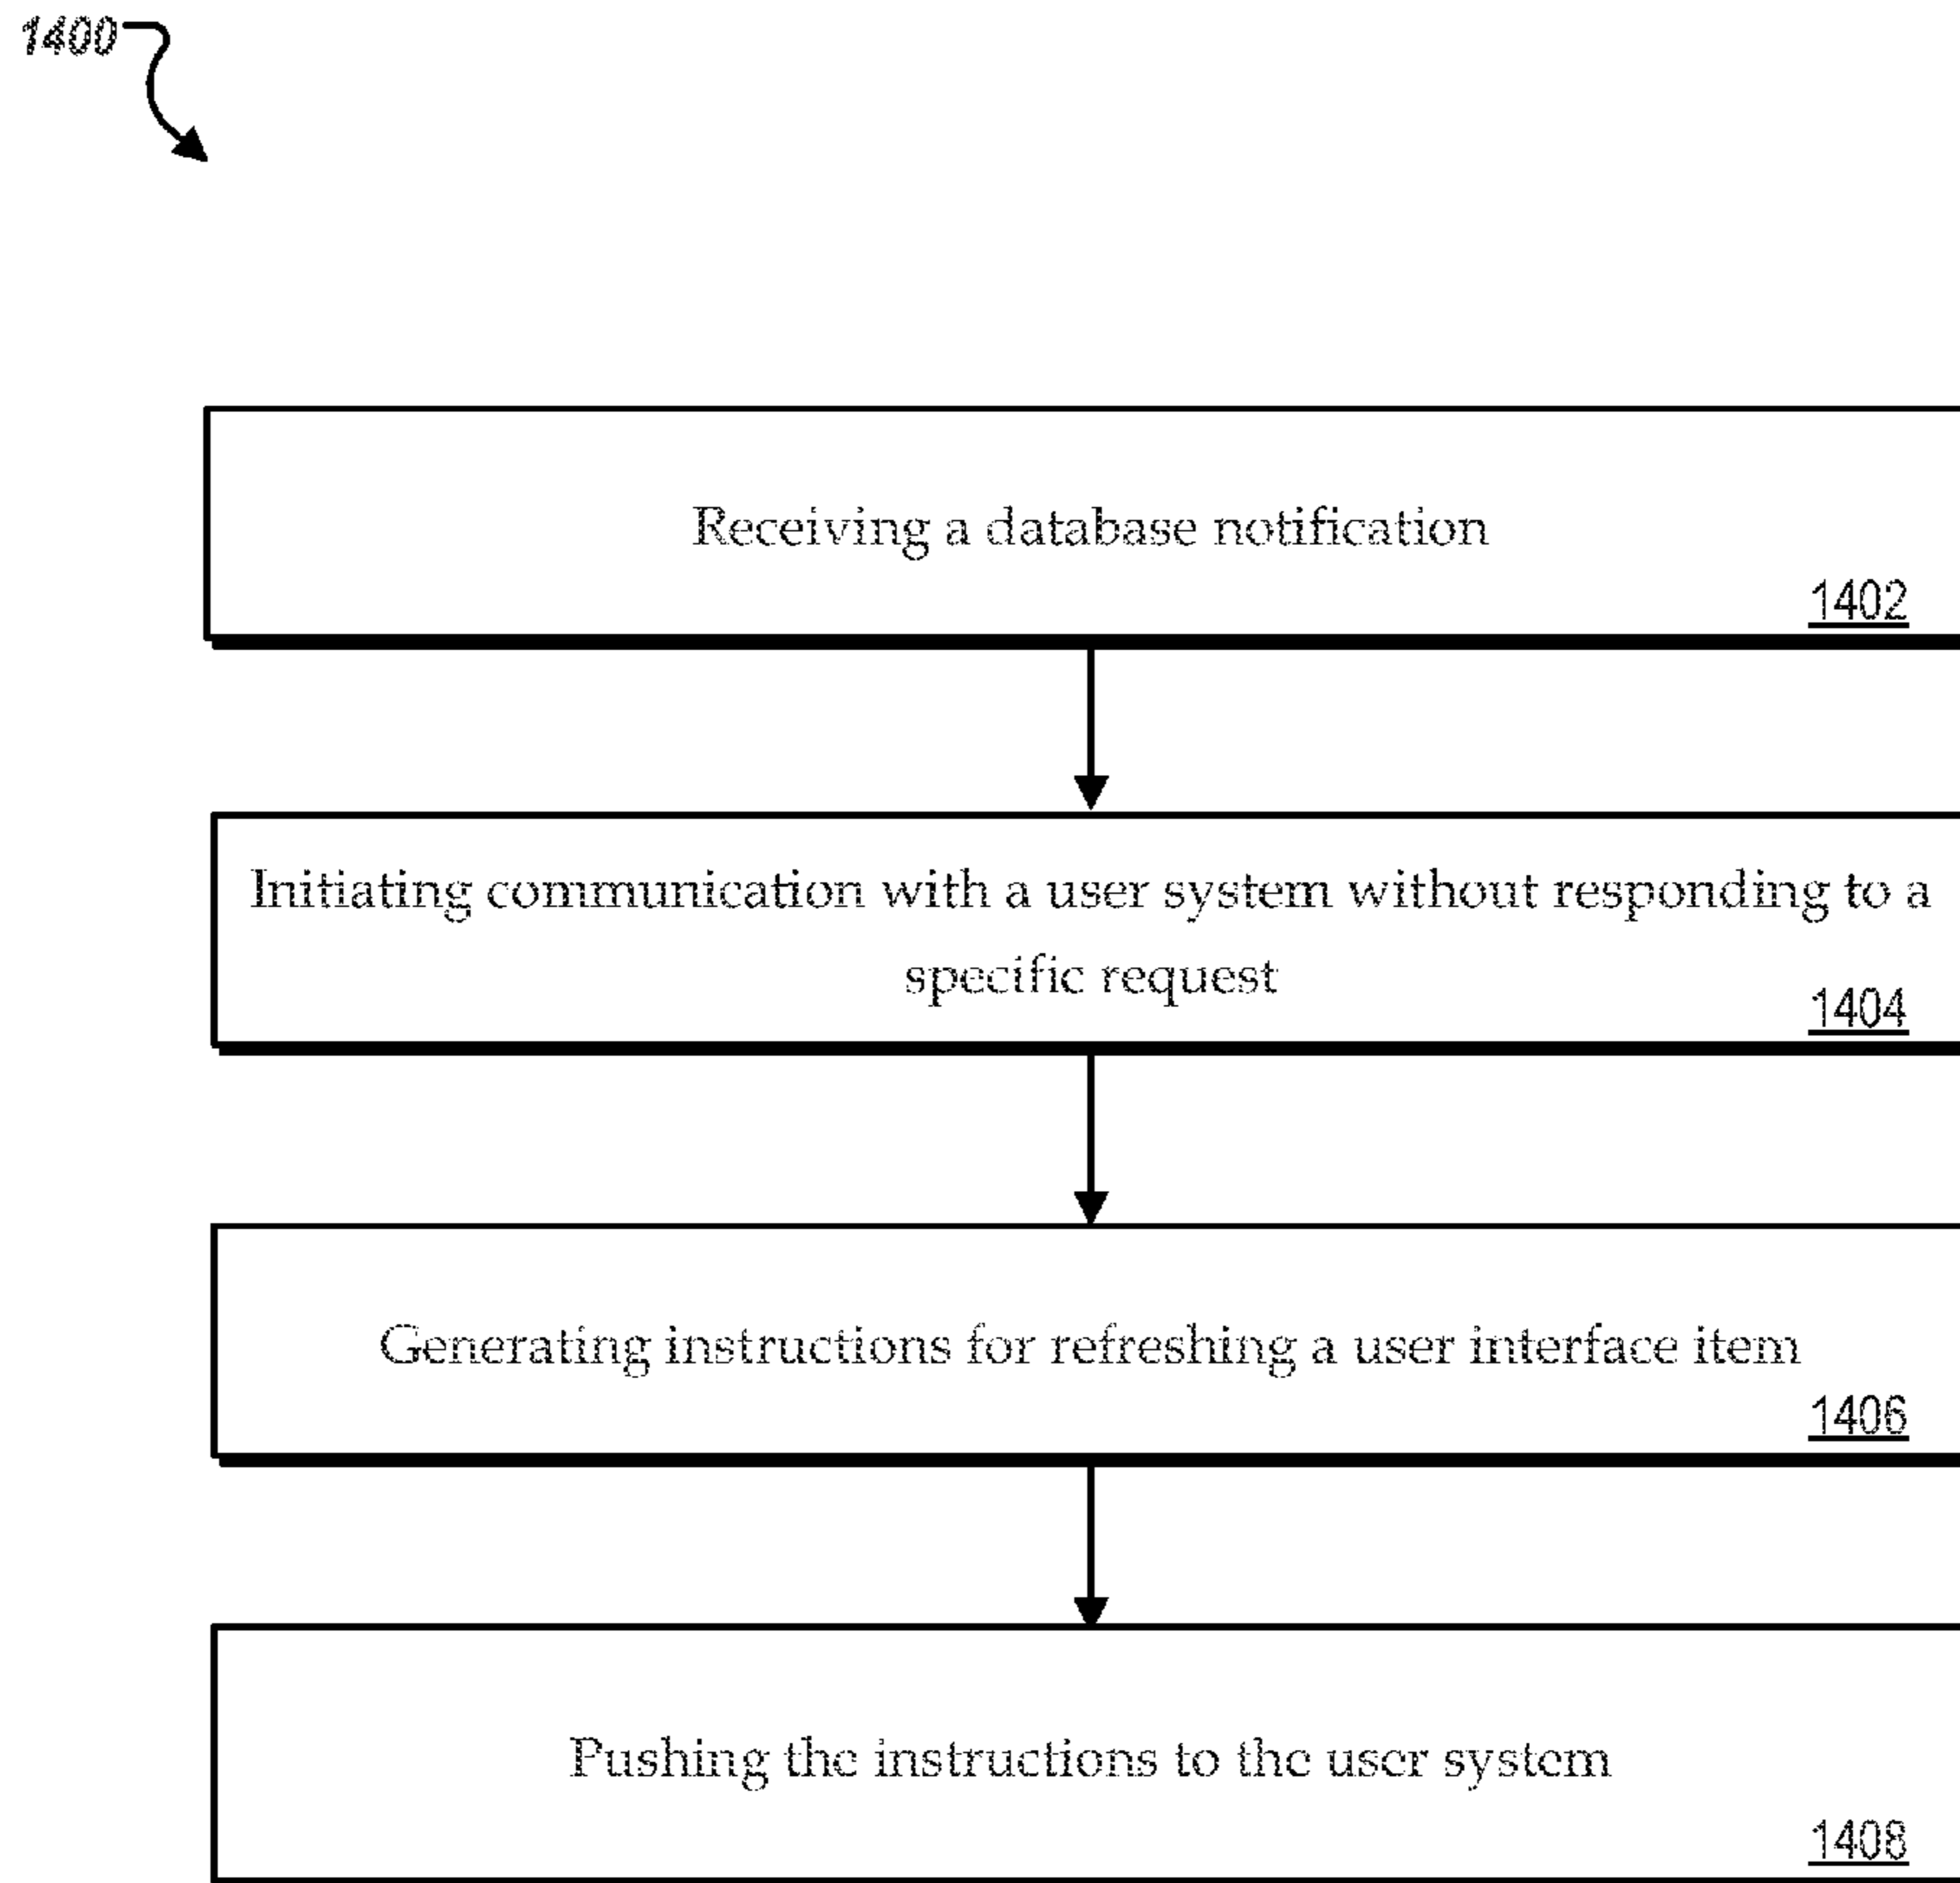 1400
Receiving a database notification
1402
Initiating communication with a user system without responding to a
specific request
1404
Generating instructions for refreshing a user interface item
1406
Pushing the instructions to the user system
1408